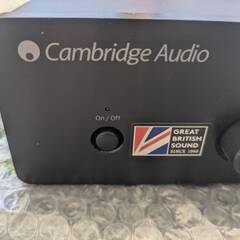 Cambridge Audio
On / Off
GREAT
BRITISH
SOUND
SINCE 1968